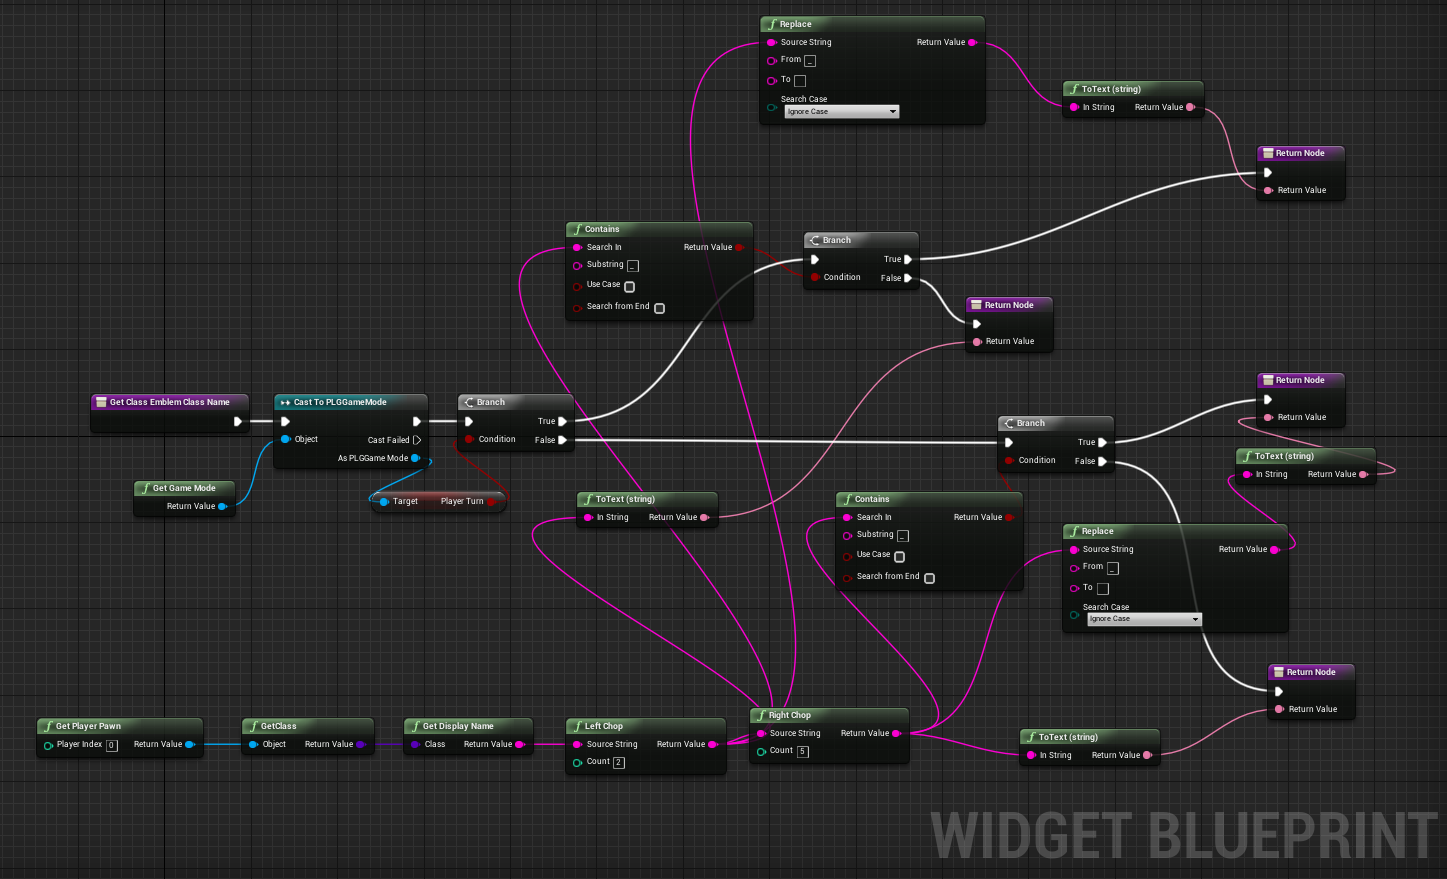 Replace
Source String
Return Value
From _
To
Search Case
Ignore Case
ToText (string)
In String
Return Value
Return Node
Return Value
Contains
Search In
Return Value
Substring _
Use Case
Search from End
Branch
True
Condition
False
Return Node
Return Value
Get Class Emblem Class Name
Cast To PLGGameMode
Object
Cast Failed
As PLGGame Mode
Branch
True
Condition
False
Get Game Mode
Return Value
Target
Player Turn
Return Node
Return Value
Branch
True
Condition
False
ToText (string)
In String
Return Value
ToText (string)
In String
Return Value
Contains
Search In
Return Value
Substring _
Use Case
Search from End
Replace
Source String
Return Value
From _
To
Search Case
Ignore Case
Return Node
Return Value
Get Player Pawn
Player Index 0
Return Value
GetClass
Object
Return Value
Get Display Name
Class
Return Value
Left Chop
Source String
Return Value
Count 2
Right Chop
Source String
Return Value
Count 5
ToText (string)
In String
Return Value
WIDGET BLUEPRINT